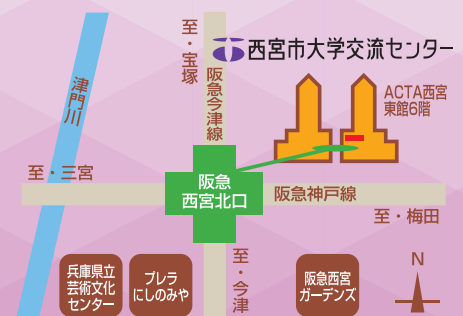 至・宝塚
西宮市大学交流センター
阪急今津線
津門川
ACTA西宮
東館6階
至・三宮
阪急
西宮北口
阪急神戸線
至・梅田
至・今津
兵庫県立
芸術文化
センター
プレラ
にしのみや
阪急西宮
ガーデンズ
N